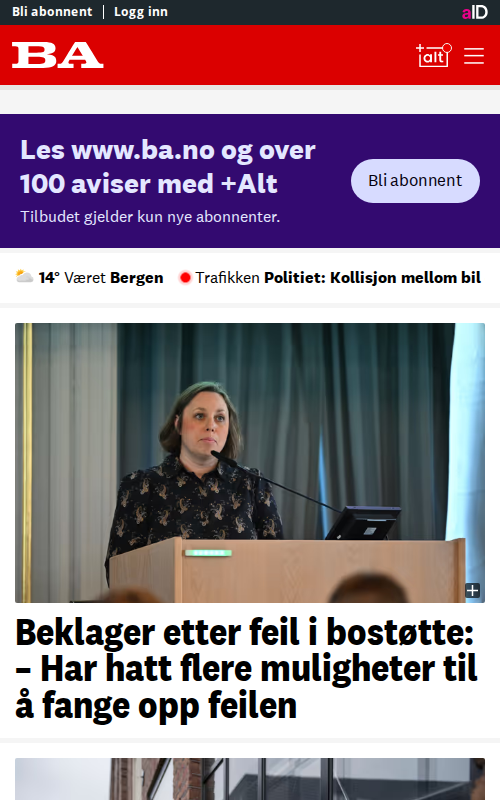 Bli abonnent
Logg inn
aID
BA
+alt
Les www.ba.no og over
100 aviser med +Alt
Tilbudet gjelder kun nye abonnenter.
Bli abonnent
14° Været Bergen
Trafikken Politiet: Kollisjon mellom bil
Beklager etter feil i bostøtte:
– Har hatt flere muligheter til
å fange opp feilen